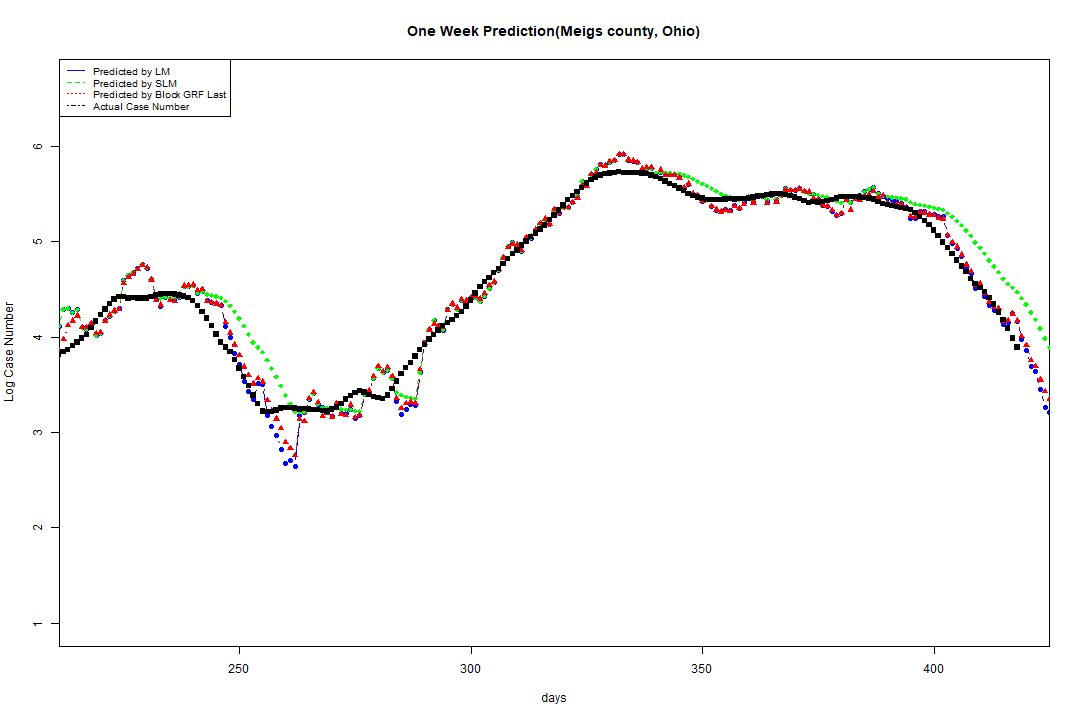 One Week Prediction(Meigs county, Ohio)
Predicted by LM
Predicted by SLM
Predicted by Block GRF Last
Actual Case Number
Log Case Number
6
5
4
3
2
1
250
300
350
400
days